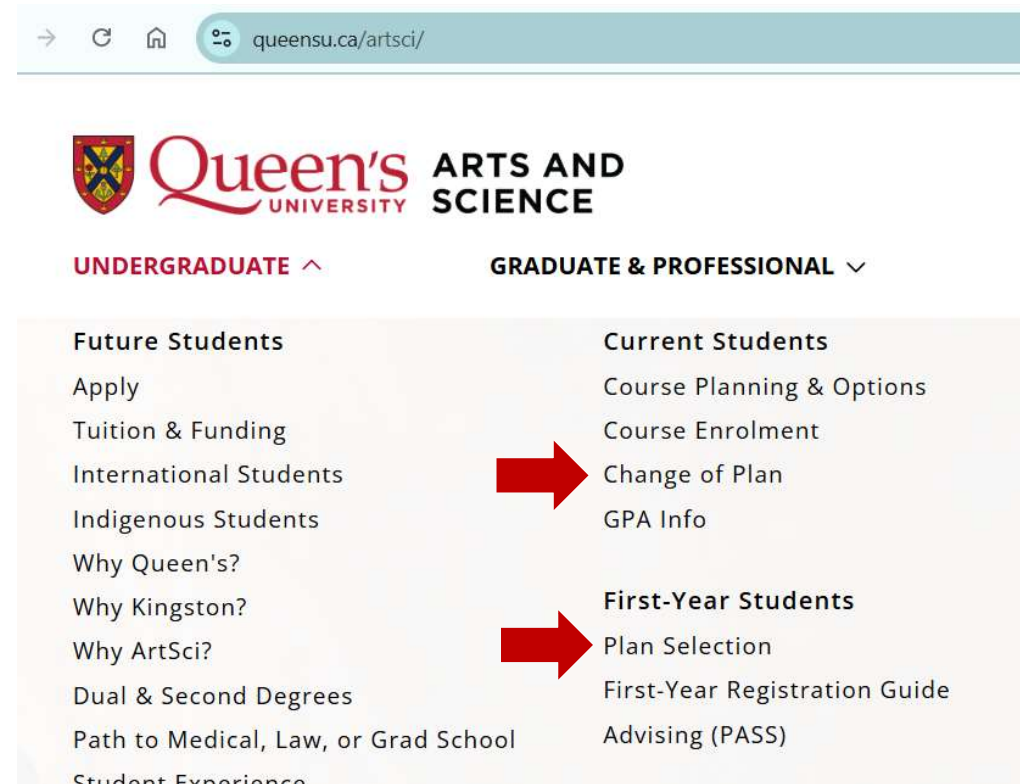 queensu.ca/artsci/
Queen's
UNIVERSITY
ARTS AND
SCIENCE
UNDERGRADUATE
GRADUATE & PROFESSIONAL
Future Students
Apply
Tuition & Funding
International Students
Indigenous Students
Why Queen's?
Why Kingston?
Why ArtSci?
Dual & Second Degrees
Path to Medical, Law, or Grad School
Student Experience
Current Students
Course Planning & Options
Course Enrolment
Change of Plan
GPA Info
First-Year Students
Plan Selection
First-Year Registration Guide
Advising (PASS)